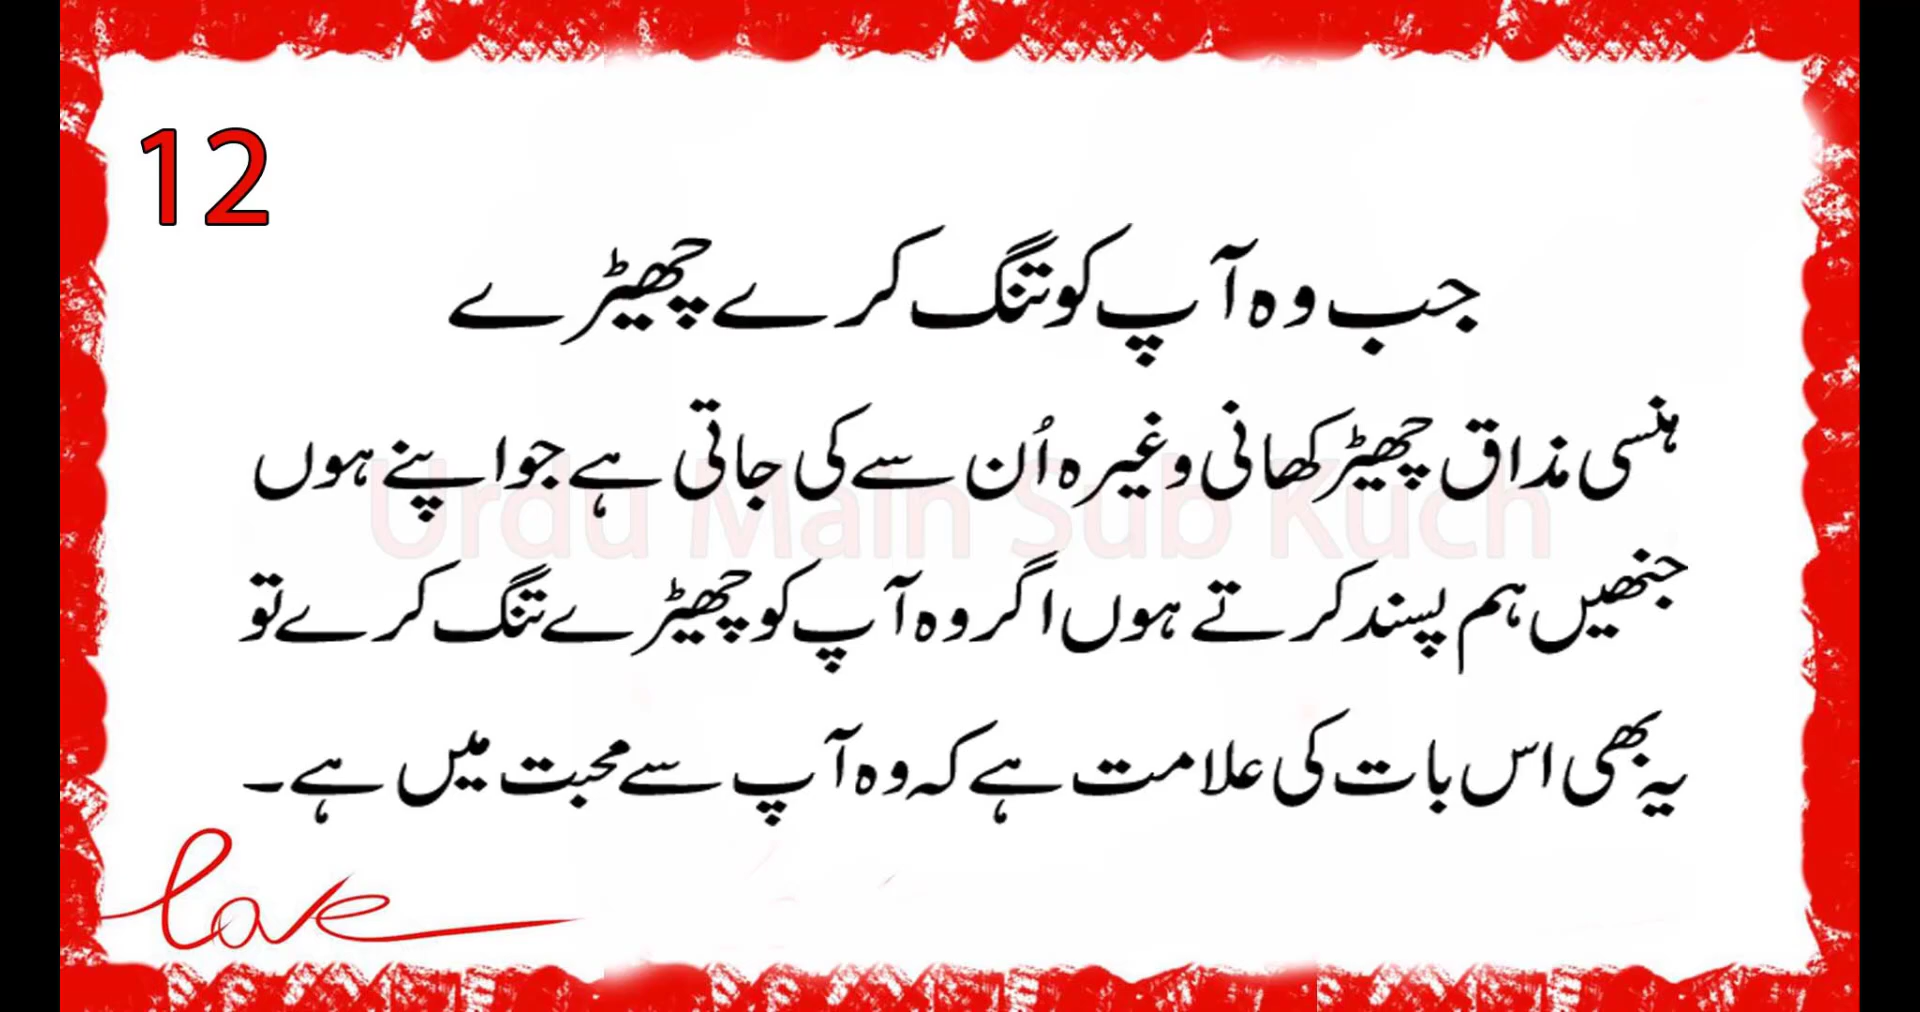 12
جب وہ آپ کو تنگ کرے چھیڑے
ہنسی مذاق چھیڑ کھانی وغیرہ اُن سے کی جاتی ہے جو اپنے ہوں
Urdu Main Sub Kuch
جنھیں ہم پسند کرتے ہوں اگر وہ آپ کو چھیڑے تنگ کرے تو
یہ بھی اس بات کی علامت ہے کہ وہ آپ سے محبت میں ہے۔
love